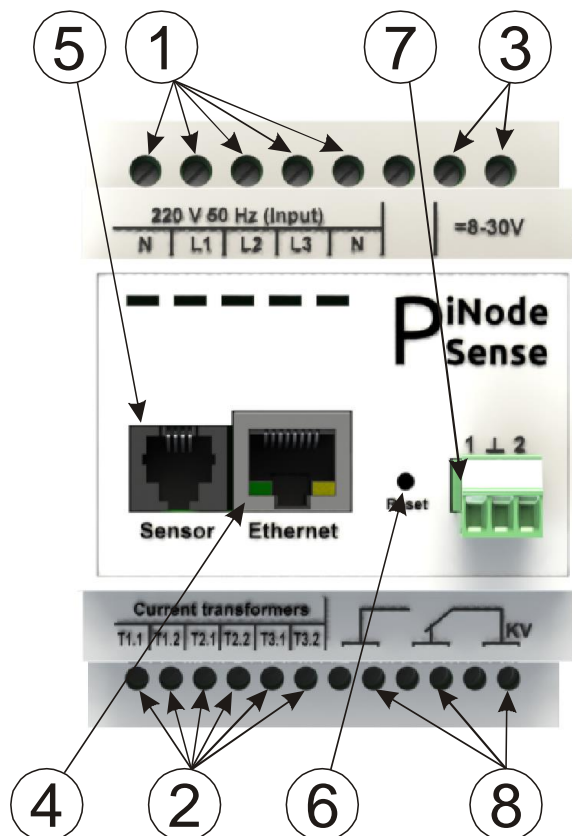 5 1 7 3
220 V 50 Hz (Input)
N L1 L2 L3 N
=8-30V
PiNode
Sense
1 ⊥ 2
Sensor Ethernet Reset
Current transformers
T1.1 T1.2 T2.1 T2.2 T3.1 T3.2
KV
4 2 6 8